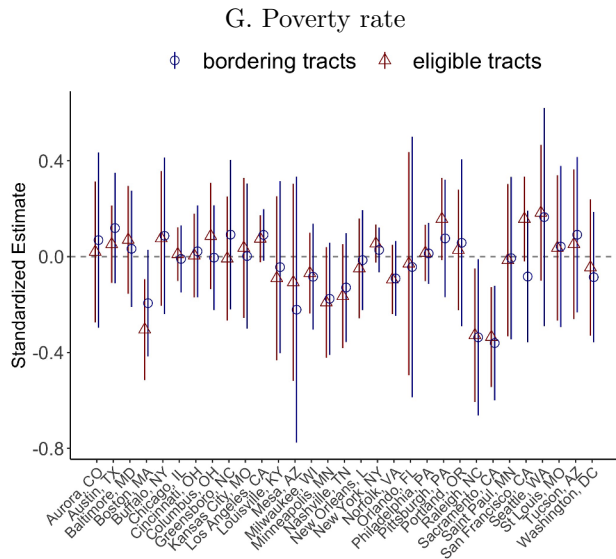 G. Poverty rate
bordering tracts eligible tracts
Standardized Estimate
0.4
0.0
-0.4
-0.8
Aurora, CO
Austin, TX
Baltimore, MD
Boston, MA
Buffalo, NY
Chicago, IL
Cincinnati, OH
Columbus, OH
Greensboro, NC
Kansas City, MO
Los Angeles, CA
Louisville, KY
Mesa, AZ
Milwaukee, WI
Minneapolis, MN
Nashville, TN
New Orleans, L
New York, NY
Norfolk, VA
Orlando, FL
Philadelphia, PA
Pittsburgh, PA
Portland, OR
Raleigh, NC
Sacramento, CA
Saint Paul, MN
San Francisco, CA
Seattle, WA
St Louis, MO
Tucson, AZ
Washington, DC